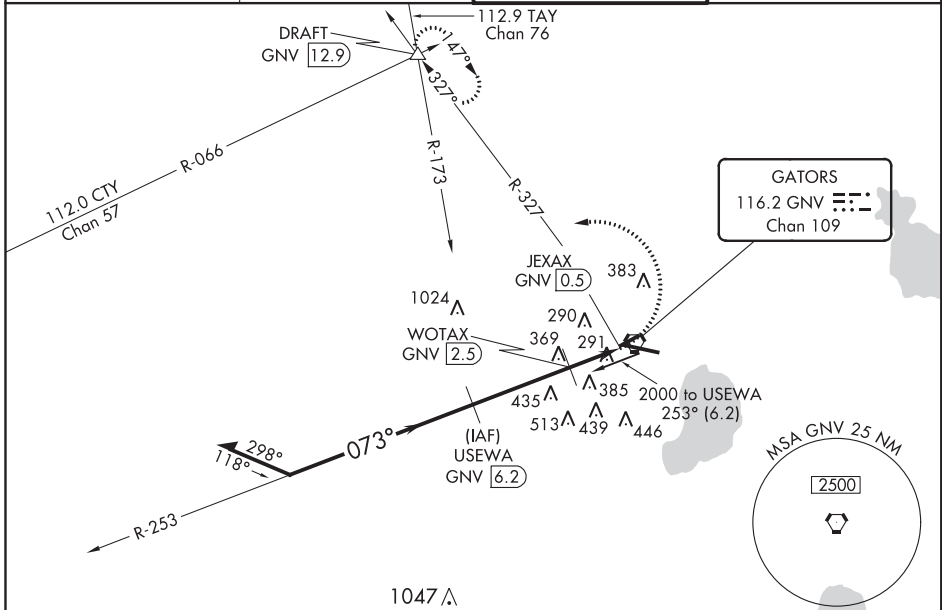 112.9 TAY
Chan 76
DRAFT
GNV 12.9
147°
327°
R-066
R-173
R-327
112.0 CTY
Chan 57
GATORS
116.2 GNV
Chan 109
JEXAX
GNV 0.5
383
1024
290
WOTAX
GNV 2.5
369
291
385
2000 to USEWA
253° (6.2)
435
513
439
446
073°
(IAF)
USEWA
GNV 6.2
298°
118°
R-253
MSA GNV 25 NM
2500
1047